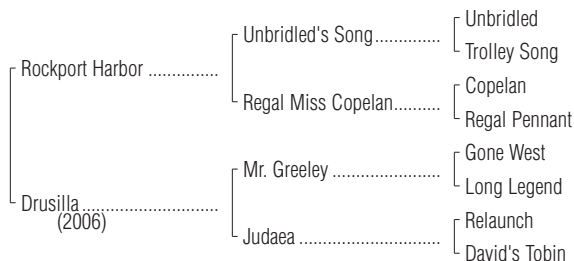 Unbridled
Unbridled's Song..............
Trolley Song
Rockport Harbor ...............
Copelan
Regal Miss Copelan..........
Regal Pennant
Gone West
Mr. Greeley .......................
Long Legend
Drusilla.............................
(2006)
Relaunch
Judaea ..............................
David's Tobin